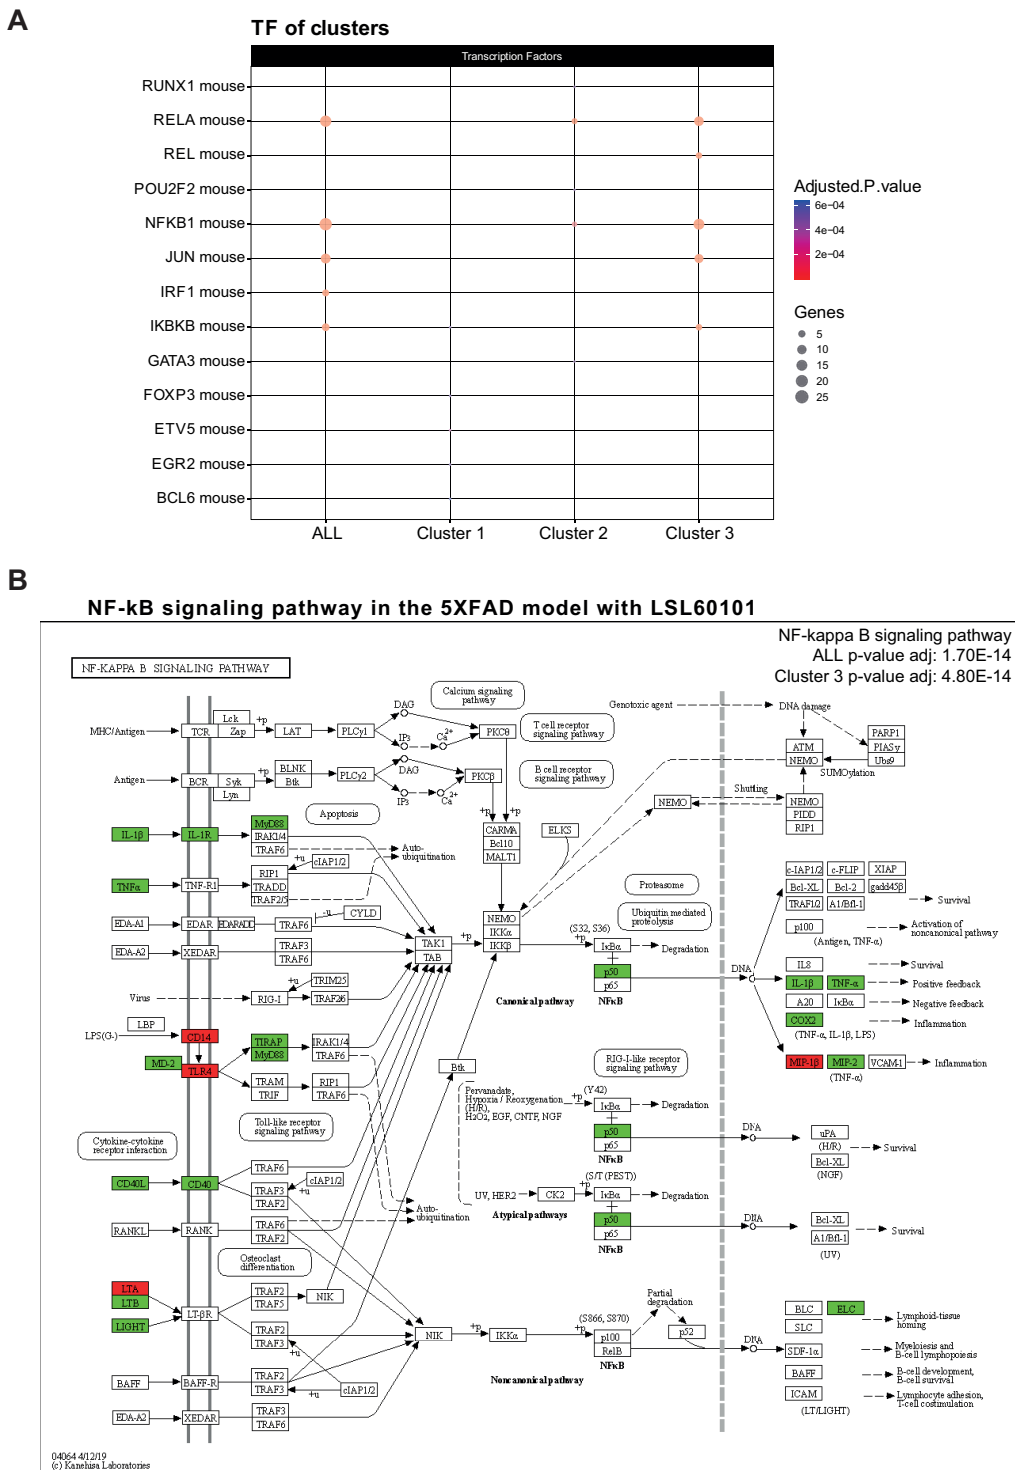 A
TF of clusters
Transcription Factors
RUNX1 mouse
RELA mouse
REL mouse
POU2F2 mouse
NFKB1 mouse
JUN mouse
IRF1 mouse
IKBKB mouse
GATA3 mouse
FOXP3 mouse
ETV5 mouse
EGR2 mouse
BCL6 mouse
ALL Cluster 1 Cluster 2 Cluster 3
Adjusted.P.value
6e−04
4e−04
2e−04
Genes
5
10
15
20
25
B
NF-kB signaling pathway in the 5XFAD model with LSL60101
NF-kappa B signaling pathway
ALL p-value adj: 1.70E-14
Cluster 3 p-value adj: 4.80E-14
NF-KAPPA B SIGNALING PATHWAY
MHC/Antigen TCR Lck Zap +p LAT PLCγ1 DAG IP3 Ca2+ PKCθ
Calcium signaling
pathway
T cell receptor
signaling pathway
Antigen BCR Syk Lyn +p BLNK Btk PLCγ2 DAG IP3 Ca2+ PKCβ
B cell receptor
signaling pathway
+p +p
CARMA
Bcl10
MALT1
ELKS
Genotoxic agent DNA damage
ATM
NEMO
PARP1
PIASy
Ubs9
SUMOylation
Shuttling
NEMO
NEMO
PIDD
RIP1
Apoptosis
IL-1β IL-1R MyD88
IRAK1/4
TRAF6
Auto-
ubiquitination
TNFα TNF-R1 RIP1
TRADD
TRAF2/5
+u cIAP1/2
EDA-A1 EDAR EDARADD TRAF6 -u CYLD
EDA-A2 XEDAR TRAF3
TRAF6
TAK1
TAB
+p
NEMO
IKKα
IKKβ
Proteasome
Ubiquitin mediated
proteolysis
(S32, S36)
+p IκBα Degradation
p50
p65
NFκB
Canonical pathway
DNA
Virus RIG-I +u TRIM25
TRAF2/6
LPS(G-) LBP CD14
MD-2 TLR4
TIRAP
MyD88
IRAK1/4
TRAF6
TRAM
TRIF
RIP1
TRAF6
Toll-like receptor
signaling pathway
Cytokine-cytokine
receptor interaction
c-IAP1/2 c-FLIP XIAP
Bcl-XL Bcl-2 gadd45β
TRAF1/2 A1/Bfl-1
Survival
p100
Activation of
noncanonical pathway
(Antigen, TNF-α)
IL8 Survival
IL-1β TNF-α Positive feedback
A20 IκBα Negative feedback
COX2 Inflammation
(TNF-α, IL-1β, LPS)
MIP-1β MIP-2 VCAM-1 Inflammation
(TNF-α)
Btk
RIG-I-like receptor
signaling pathway
Pervanadate,
Hypoxia / Reoxygenation
(H/R),
H2O2, EGF, CNTF, NGF
+p (Y42)
IκBα Degradation
p50
p65
NFκB
DNA
uPA
(H/R)
Bcl-XL
(NGF)
Survival
CD40L CD40 TRAF6
TRAF3
TRAF2
+u cIAP1/2
Auto-
ubiquitination
RANKL RANK TRAF6
TRAF2
UV, HER2 CK2 +p (S/T (PEST))
IκBα Degradation
p50
p65
NFκB
Atypical pathways
DNA
Bcl-XL
A1/Bfl-1
(UV)
Survival
Osteoclast
differentiation
LTA
LTB
LIGHT
LT-βR
TRAF2
TRAF5
NIK
TRAF2
TRAF3
+u
NIK +p IKKα +p
(S866, S870)
p100
RelB
NFκB
Partial
degradation
p52
Noncanonical pathway
DNA
BLC ELC
SLC
Lymphoid-tissue
homing
SDF-1α
Myeloiesis and
B-cell lymphopoiesis
BAFF
B-cell development,
B-cell survival
ICAM
Lymphocyte adhesion,
T-cell costimulation
(LT/LIGHT)
BAFF BAFF-R TRAF2
TRAF3
+u cIAP1/2
EDA-A2 XEDAR TRAF3
TRAF6
04064 4/12/19
(c) Kanehisa Laboratories